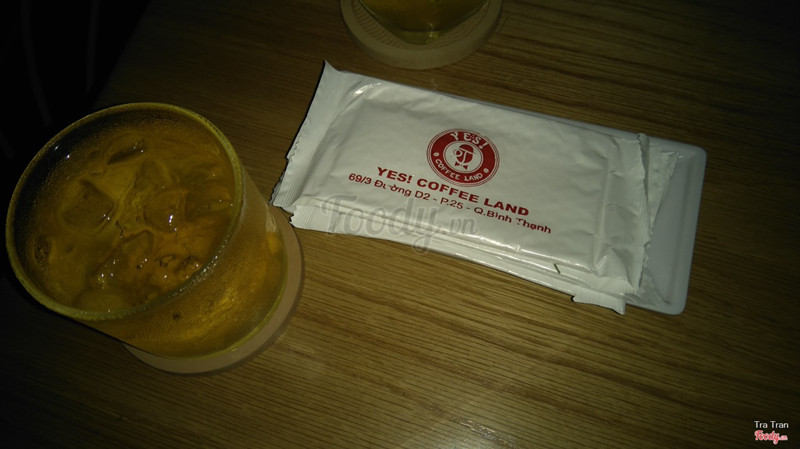 YES!
COFFEE LAND
YES! COFFEE LAND
69/3 Đường D2 - P.25 - Q.Bình Thạnh
Foody.vn
Tra Tran
Foody.vn